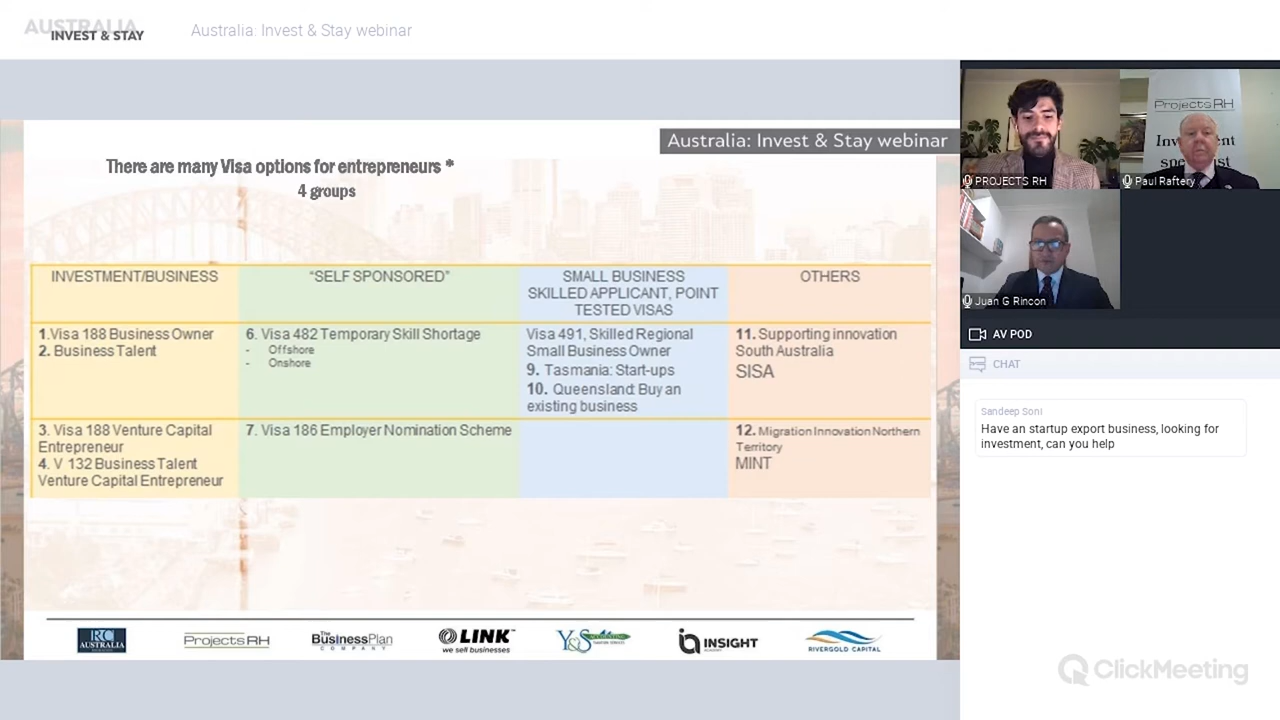 AUSTRALIA
INVEST & STAY
Australia: Invest & Stay webinar
Australia: Invest & Stay webinar
There are many Visa options for entrepreneurs *
4 groups
INVESTMENT/BUSINESS
“SELF SPONSORED”
SMALL BUSINESS
SKILLED APPLICANT, POINT
TESTED VISAS
OTHERS
1.Visa 188 Business Owner
2. Business Talent
6. Visa 482 Temporary Skill Shortage
- Offshore
- Onshore
Visa 491, Skilled Regional
Small Business Owner
9. Tasmania: Start-ups
10. Queensland: Buy an
existing business
11. Supporting innovation
South Australia
SISA
3. Visa 188 Venture Capital
Entrepreneur
4. V 132 Business Talent
Venture Capital Entrepreneur
7. Visa 186 Employer Nomination Scheme
12. Migration Innovation Northern
Territory
MINT
RC
AUSTRALIA
ProjectsRH
The
BusinessPlan
COMPANY
LINK
we sell businesses
Y&S ACCOUNTING
INSIGHT
RIVERGOLD CAPITAL
ProjectsRH
PROJECTS RH
Paul Raftery
Juan G Rincon
AV POD
CHAT
Sandeep Soni
Have an startup export business, looking for
investment, can you help
ClickMeeting